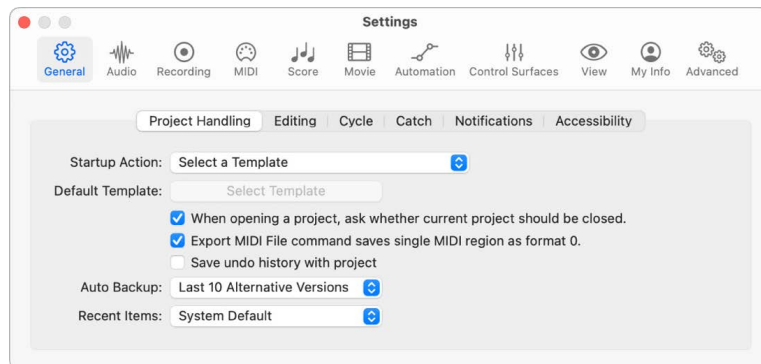 Settings
General Audio Recording MIDI Score Movie Automation Control Surfaces View My Info Advanced
Project Handling Editing Cycle Catch Notifications Accessibility
Startup Action: Select a Template
Default Template: Select Template
When opening a project, ask whether current project should be closed.
Export MIDI File command saves single MIDI region as format 0.
Save undo history with project
Auto Backup: Last 10 Alternative Versions
Recent Items: System Default